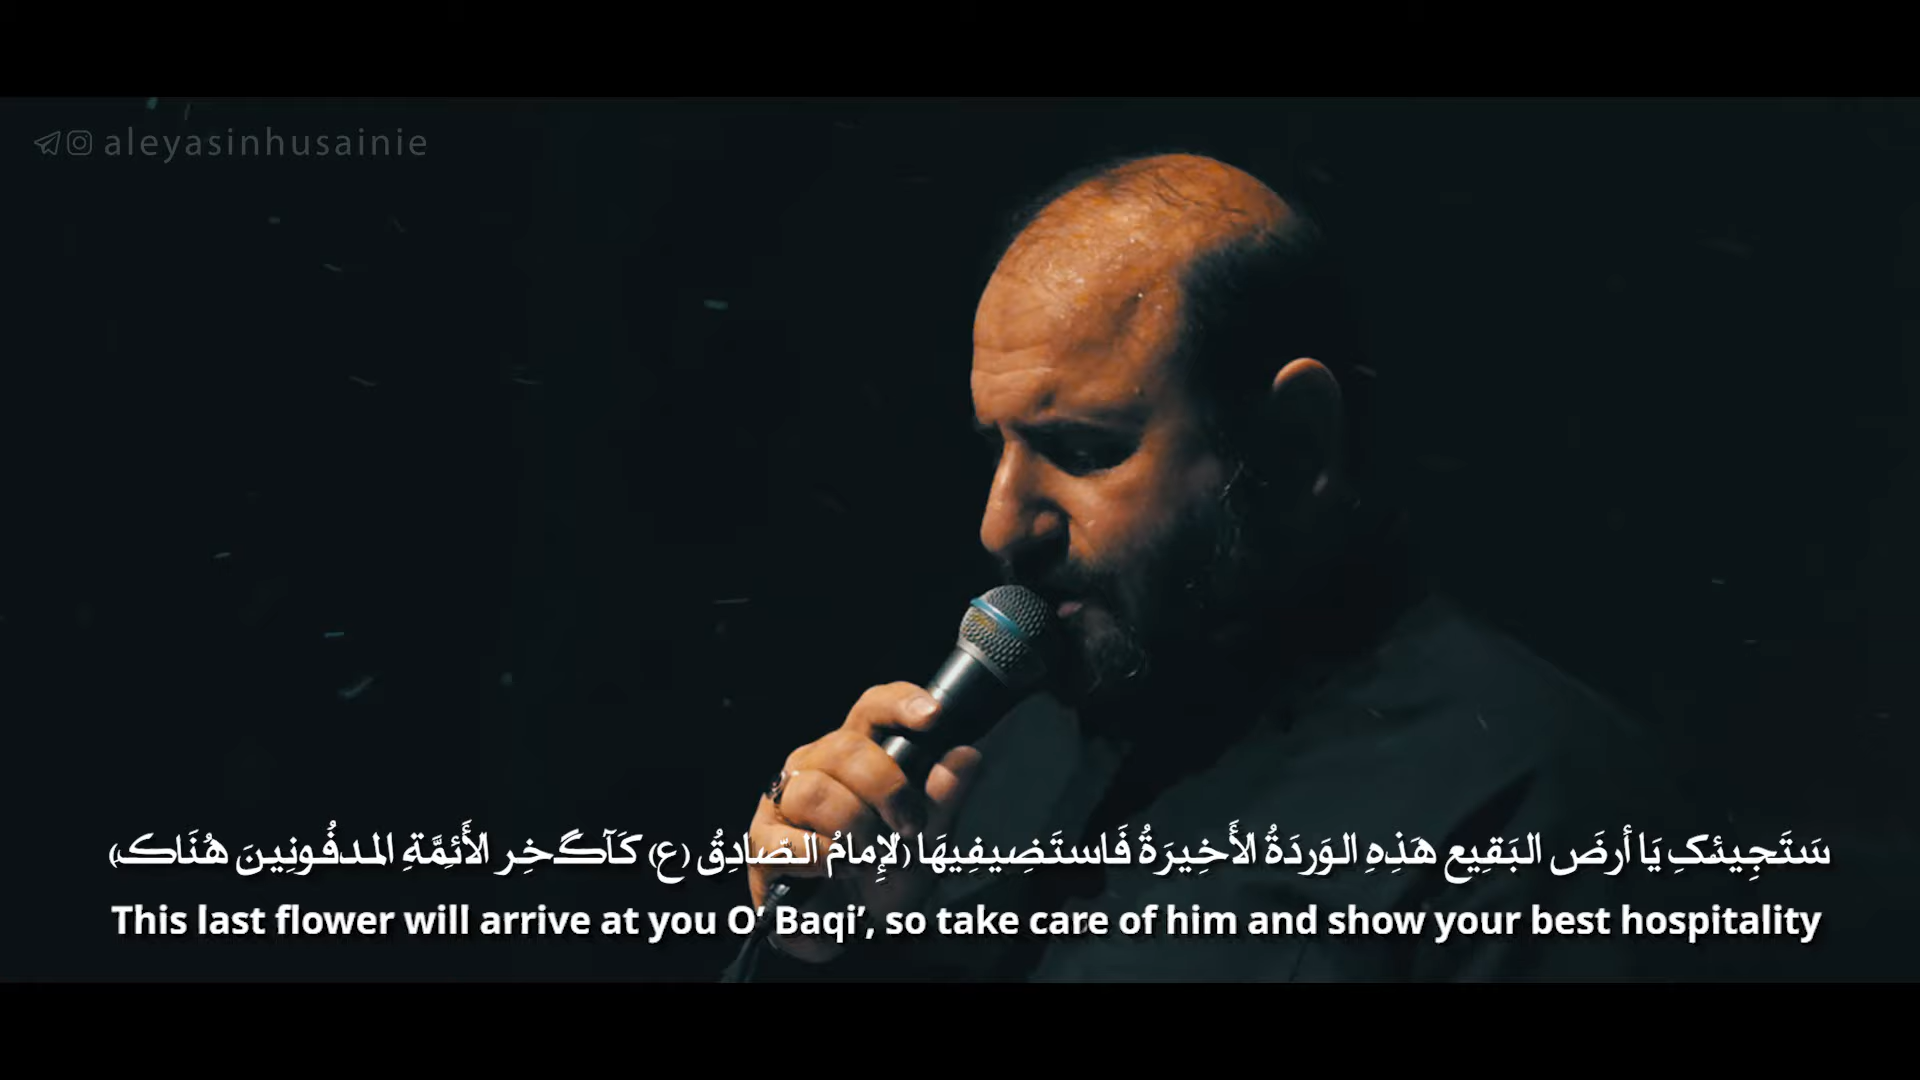 aleyasinhusainie
سَتَجِيئكِ يَا أرضَ البَقِيع هَذِهِ الوَردَةُ الأَخِيرَةُ فَاستَضِيفِيهَا (الإِمامُ الصّادِقُ (ع) كَآخِر الأَئِمَّةِ المدفُونِينَ هُنَاك)
This last flower will arrive at you O’ Baqi’, so take care of him and show your best hospitality